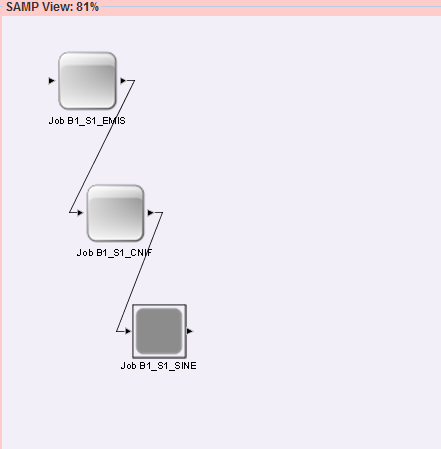 SAMP View: 81%
Job B1_S1_EMIS
Job B1_S1_CNIF
Job B1_S1_SINE